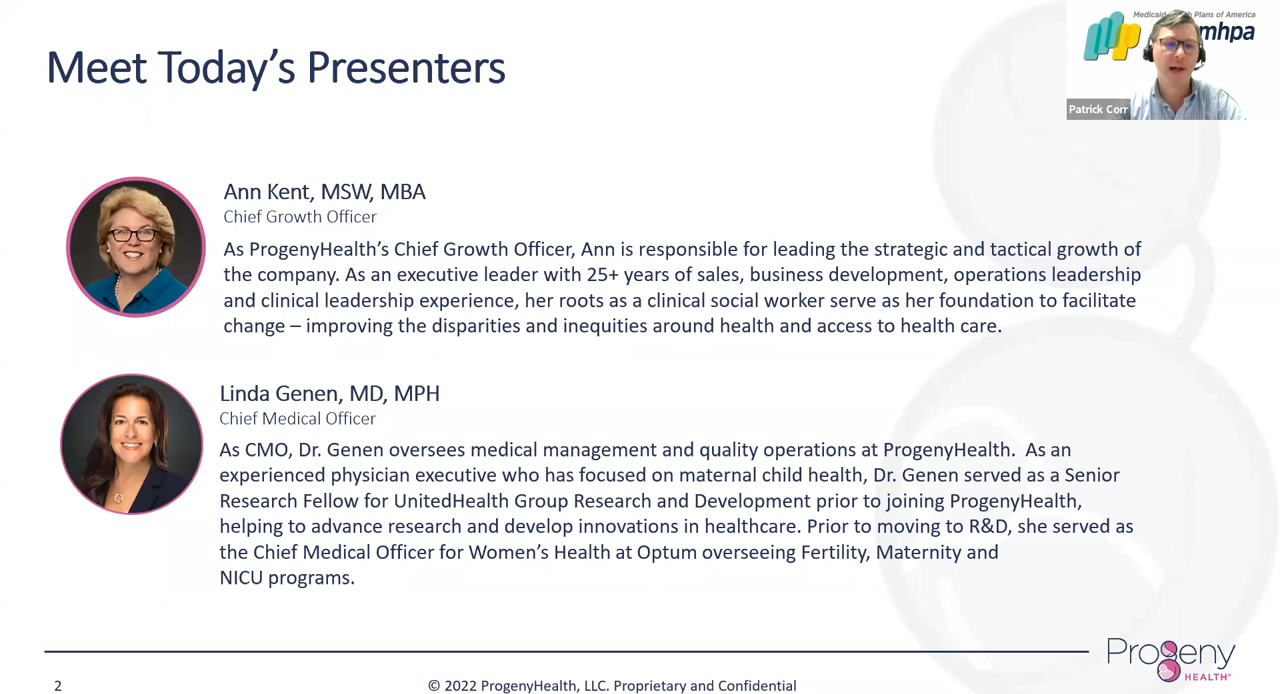 Medicaid Health Plans of America
mhpa
Patrick Corr
Meet Today's Presenters
Ann Kent, MSW, MBA
Chief Growth Officer
As ProgenyHealth's Chief Growth Officer, Ann is responsible for leading the strategic and tactical growth of
the company. As an executive leader with 25+ years of sales, business development, operations leadership
and clinical leadership experience, her roots as a clinical social worker serve as her foundation to facilitate
change – improving the disparities and inequities around health and access to health care.
Linda Genen, MD, MPH
Chief Medical Officer
As CMO, Dr. Genen oversees medical management and quality operations at ProgenyHealth. As an
experienced physician executive who has focused on maternal child health, Dr. Genen served as a Senior
Research Fellow for UnitedHealth Group Research and Development prior to joining ProgenyHealth,
helping to advance research and develop innovations in healthcare. Prior to moving to R&D, she served as
the Chief Medical Officer for Women's Health at Optum overseeing Fertility, Maternity and
NICU programs.
Progeny
HEALTH®
2
© 2022 ProgenyHealth, LLC. Proprietary and Confidential